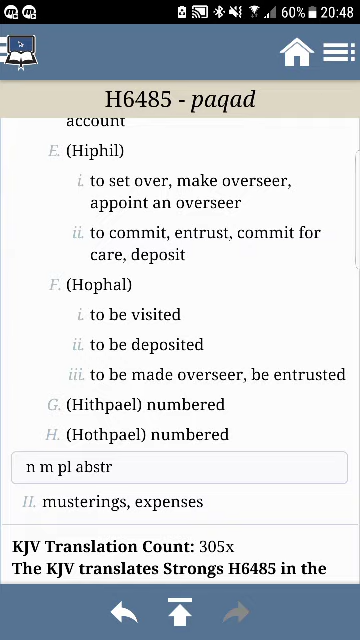 60% 20:48
H6485 - paqad
account
E. (Hiphil)
i. to set over, make overseer,
appoint an overseer
ii. to commit, entrust, commit for
care, deposit
F. (Hophal)
i. to be visited
ii. to be deposited
iii. to be made overseer, be entrusted
G. (Hithpael) numbered
H. (Hothpael) numbered
n m pl abstr
II. musterings, expenses
KJV Translation Count: 305x
The KJV translates Strongs H6485 in the